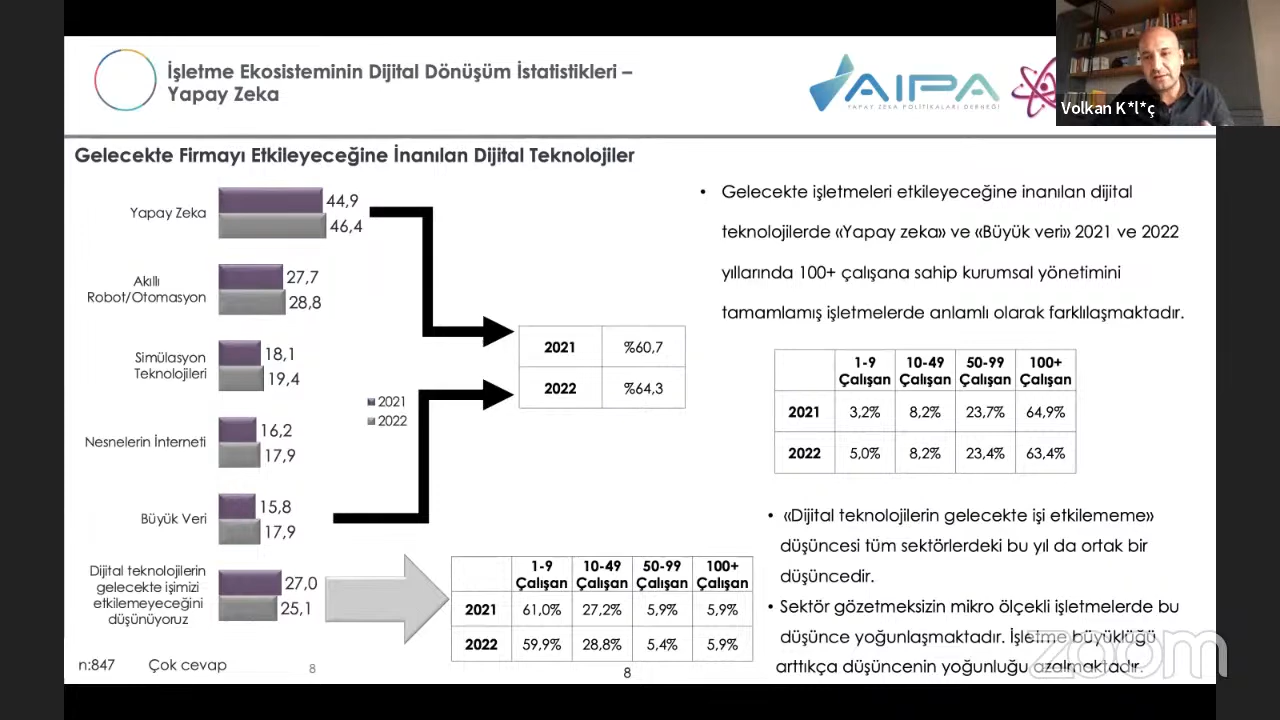 İşletme Ekosisteminin Dijital Dönüşüm İstatistikleri –
Yapay Zeka
AIPA
YAPAY ZEKA POLİTİKALARI DERNEĞİ
Volkan K*l*ç
Gelecekte Firmayı Etkileyeceğine İnanılan Dijital Teknolojiler
Yapay Zeka
44,9
46,4
Akıllı
Robot/Otomasyon
27,7
28,8
Simülasyon
Teknolojileri
18,1
19,4
Nesnelerin İnterneti
16,2
17,9
Büyük Veri
15,8
17,9
Dijital teknolojilerin
gelecekte işimizi
etkilemeyeceğini
düşünüyoruz
27,0
25,1
2021
2022
2021 %60,7
2022 %64,3
1-9 Çalışan 10-49 Çalışan 50-99 Çalışan 100+ Çalışan
2021 61,0% 27,2% 5,9% 5,9%
2022 59,9% 28,8% 5,4% 5,9%
n:847 Çok cevap 8
8
• Gelecekte işletmeleri etkileyeceğine inanılan dijital
teknolojilerde «Yapay zeka» ve «Büyük veri» 2021 ve 2022
yıllarında 100+ çalışana sahip kurumsal yönetimini
tamamlamış işletmelerde anlamlı olarak farklılaşmaktadır.
1-9 Çalışan 10-49 Çalışan 50-99 Çalışan 100+ Çalışan
2021 3,2% 8,2% 23,7% 64,9%
2022 5,0% 8,2% 23,4% 63,4%
• «Dijital teknolojilerin gelecekte işi etkilememe»
düşüncesi tüm sektörlerdeki bu yıl da ortak bir
düşüncedir.
• Sektör gözetmeksizin mikro ölçekli işletmelerde bu
düşünce yoğunlaşmaktadır. İşletme büyüklüğü
arttıkça düşüncenin yoğunluğu azalmaktadır.
zoom